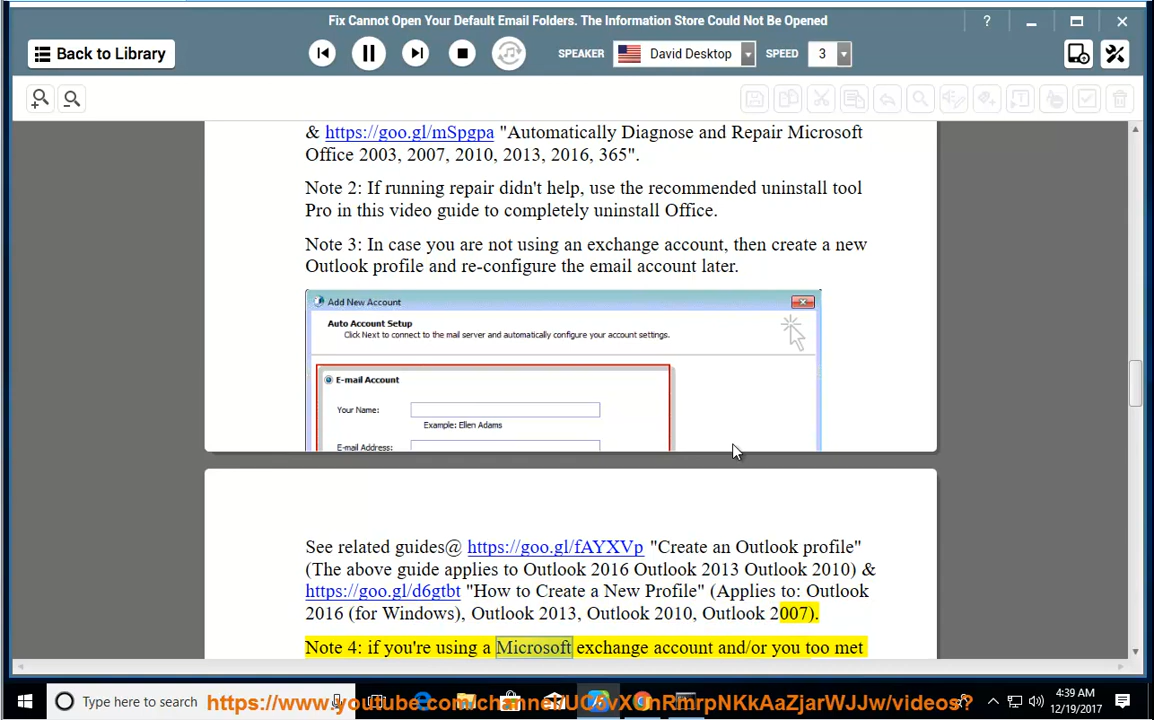 Fix Cannot Open Your Default Email Folders. The Information Store Could Not Be Opened
Back to Library
SPEAKER David Desktop SPEED 3
& https://goo.gl/mSpgpa "Automatically Diagnose and Repair Microsoft
Office 2003, 2007, 2010, 2013, 2016, 365".
Note 2: If running repair didn't help, use the recommended uninstall tool
Pro in this video guide to completely uninstall Office.
Note 3: In case you are not using an exchange account, then create a new
Outlook profile and re-configure the email account later.
Add New Account
Auto Account Setup
Click Next to connect to the mail server and automatically configure your account settings.
E-mail Account
Your Name:
Example: Ellen Adams
E-mail Address:
See related guides@ https://goo.gl/fAYXVp "Create an Outlook profile"
(The above guide applies to Outlook 2016 Outlook 2013 Outlook 2010) &
https://goo.gl/d6gtbt "How to Create a New Profile" (Applies to: Outlook
2016 (for Windows), Outlook 2013, Outlook 2010, Outlook 2007).
Note 4: if you're using a Microsoft exchange account and/or you too met
Type here to search
4:39 AM
12/19/2017